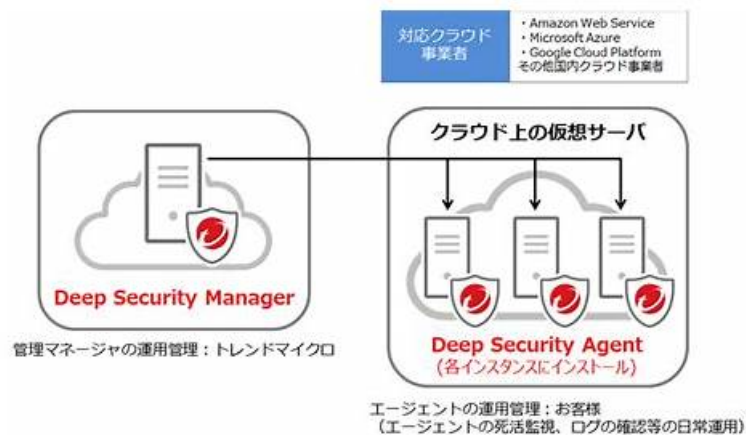 対応クラウド
事業者
・Amazon Web Service
・Microsoft Azure
・Google Cloud Platform
その他国内クラウド事業者
クラウド上の仮想サーバ
Deep Security Manager
管理マネージャの運用管理：トレンドマイクロ
Deep Security Agent
(各インスタンスにインストール)
エージェントの運用管理：お客様
（エージェントの死活監視、ログの確認等の日常運用）